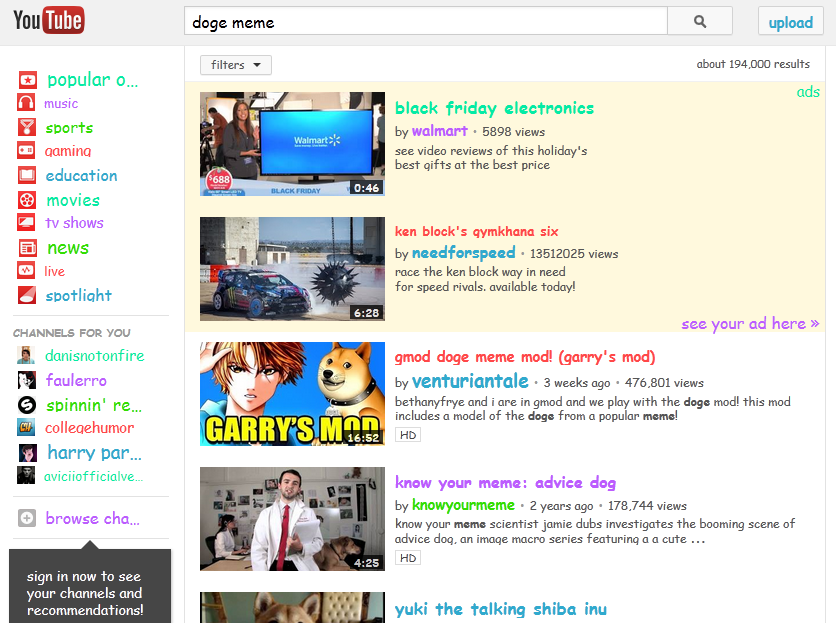 YouTube
doge meme
upload
filters
about 194,000 results
popular o...
music
sports
gaming
education
movies
tv shows
news
live
spotlight
CHANNELS FOR YOU
danisnotonfire
faulerro
spinnin' re...
collegehumor
harry par...
aviciiofficialve...
browse cha...
sign in now to see
your channels and
recommendations!
ads
Walmart
$688
BLACK FRIDAY
0:46
black friday electronics
by walmart • 5898 views
see video reviews of this holiday's
best gifts at the best price
6:28
ken block's gymkhana six
by needforspeed • 13512025 views
race the ken block way in need
for speed rivals. available today!
see your ad here »
GARRY'S MOD
16:52
gmod doge meme mod! (garry's mod)
by venturiantale • 3 weeks ago • 476,801 views
bethanyfrye and i are in gmod and we play with the doge mod! this mod
includes a model of the doge from a popular meme!
HD
4:25
know your meme: advice dog
by knowyourmeme • 2 years ago • 178,744 views
know your meme scientist jamie dubs investigates the booming scene of
advice dog, an image macro series featuring a a cute ...
HD
yuki the talking shiba inu